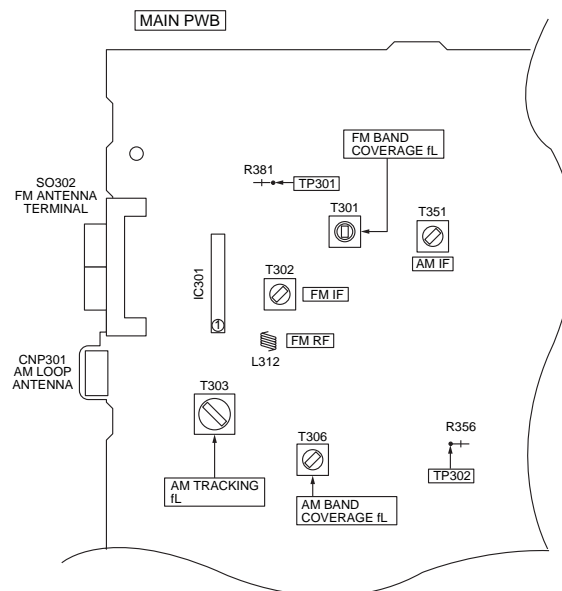 MAIN PWB
FM BAND
COVERAGE fL
R381
TP301
SO302
FM ANTENNA
TERMINAL
T301
T351
AM IF
IC301
T302
FM IF
1
FM RF
L312
CNP301
AM LOOP
ANTENNA
T303
T306
R356
TP302
AM TRACKING
fL
AM BAND
COVERAGE fL